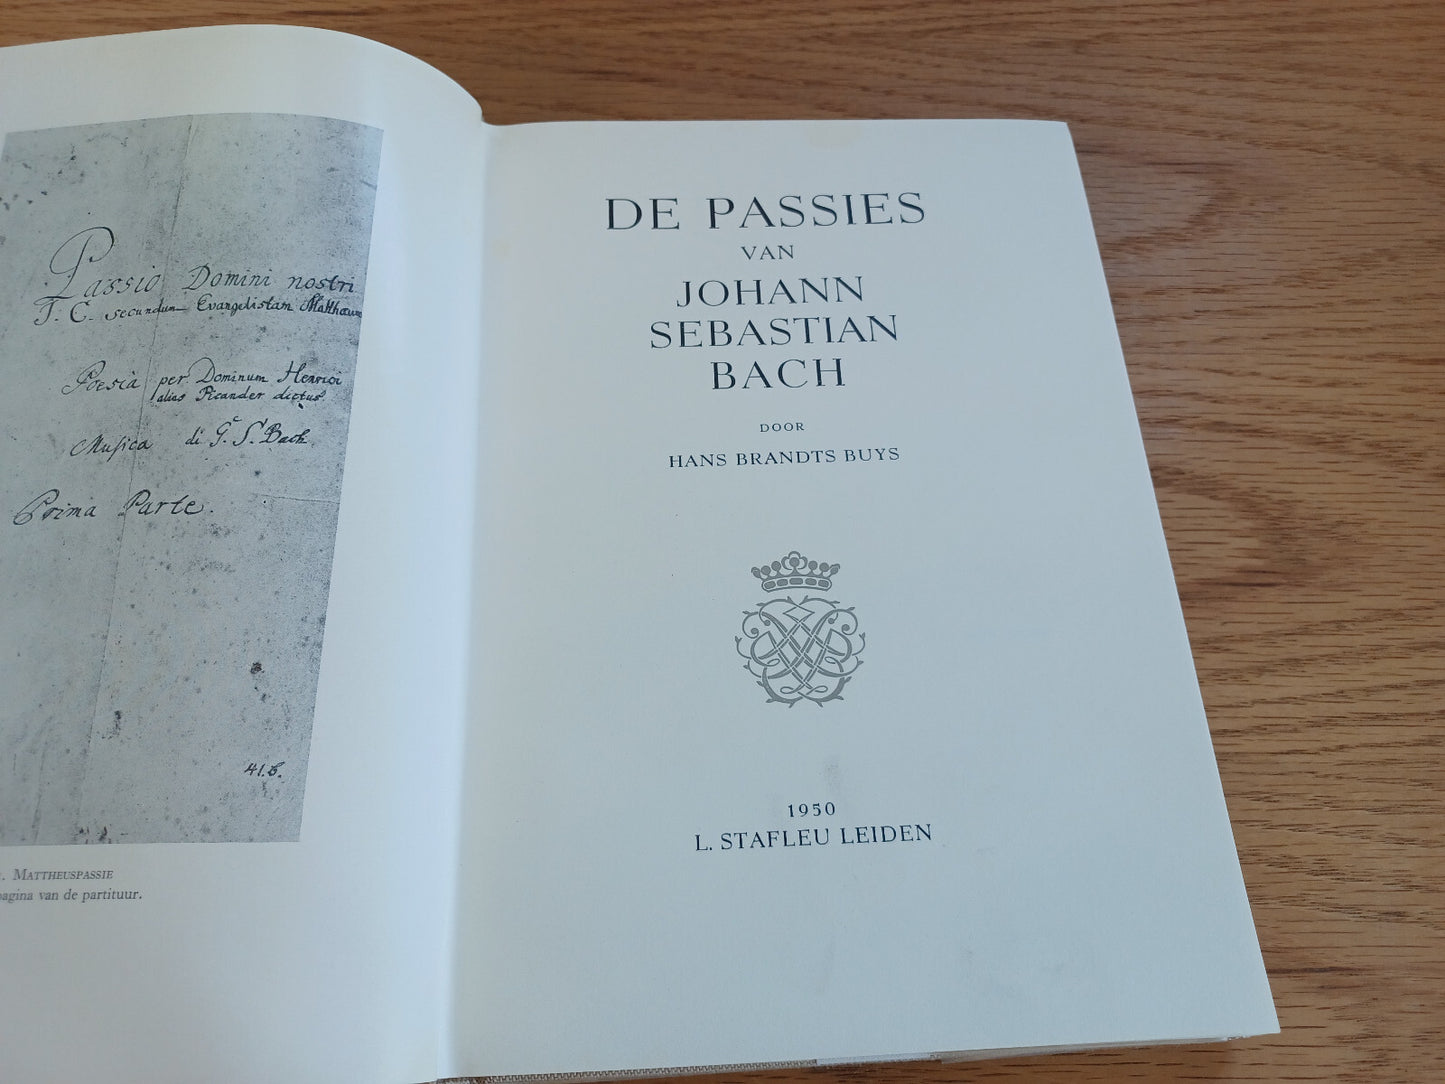 Passio Domini nostri
J. C. secundum Evangelistam Matthæum
Poesia per Dominum Henrici
alias Picander dictus
Musica di G. S. Bach
Prima Parte.
41.b.
MATTHEUSPASSIE
pagina van de partituur.
DE PASSIES
VAN
JOHANN
SEBASTIAN
BACH
DOOR
HANS BRANDTS BUYS
1950
L. STAFLEU LEIDEN